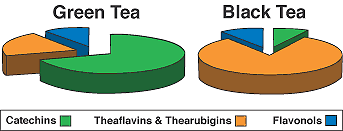 Green Tea Black Tea
Catechins Theaflavins & Thearubigins Flavonols